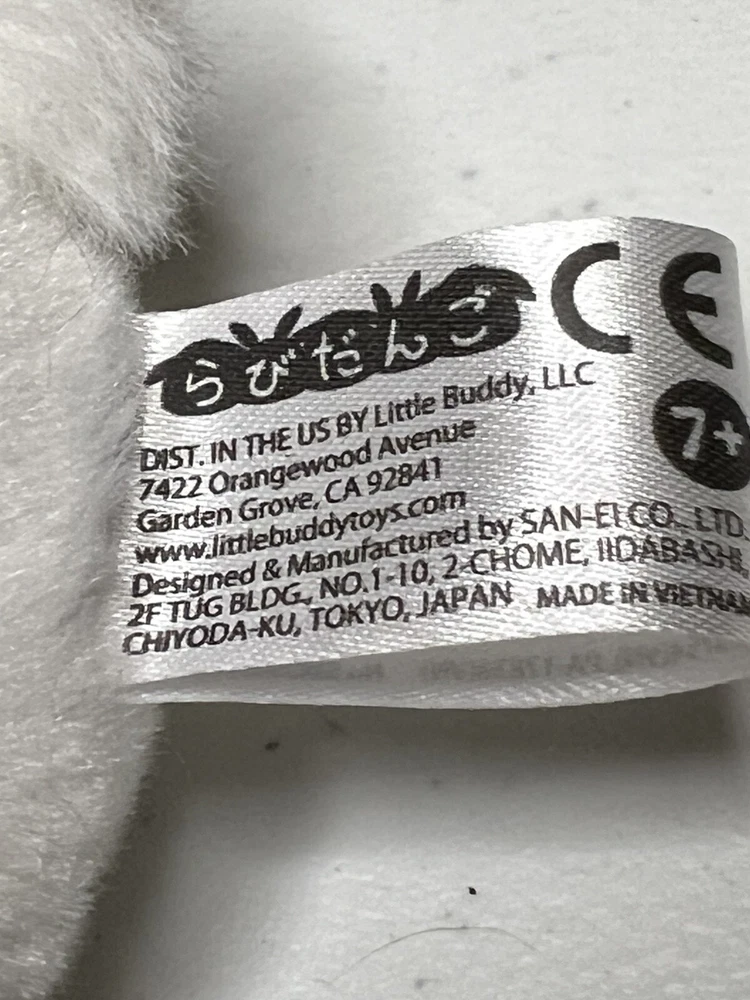 らびだんご
CE
7+
DIST. IN THE US BY Little Buddy, LLC
7422 Orangewood Avenue
Garden Grove, CA 92841
www.littlebuddytoys.com
Designed & Manufactured by SAN-EI CO., LTD.
2F TUG BLDG., NO.1-10, 2-CHOME, IIDABASHI,
CHIYODA-KU, TOKYO, JAPAN MADE IN VIETNAM